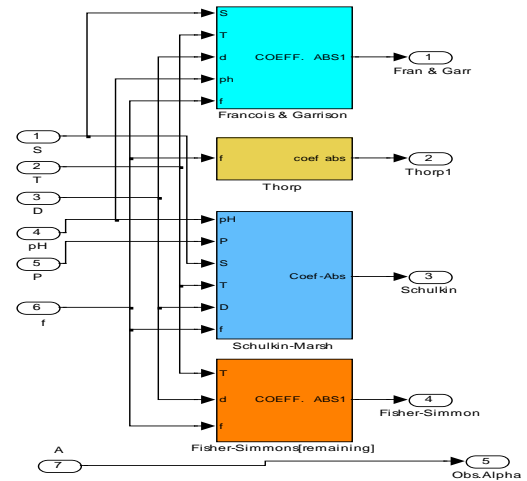 S
T
d
ph
f
COEFF. ABS1
Francois & Garrison
1
Fran & Garr
1
S
2
T
3
D
4
pH
5
P
6
f
f
coef abs
Thorp
2
Thorp1
pH
P
S
T
D
f
Coef-Abs
Schulkin-Marsh
3
Schulkin
T
d
f
COEFF. ABS1
Fisher-Simmons[remaining]
4
Fisher-Simmon
A
7
5
Obs.Alpha